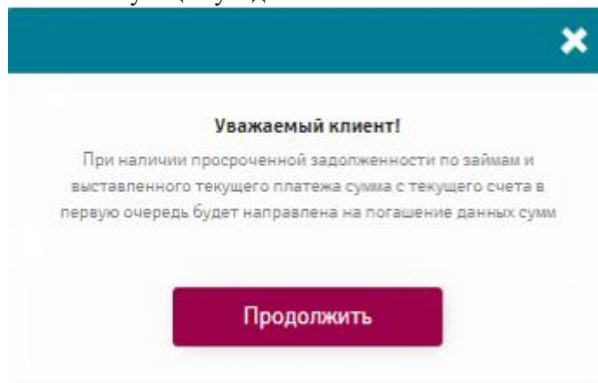 Уважаемый клиент!
При наличии просроченной задолженности по займам и
выставленного текущего платежа сумма с текущего счета в
первую очередь будет направлена на погашение данных сумм
Продолжить